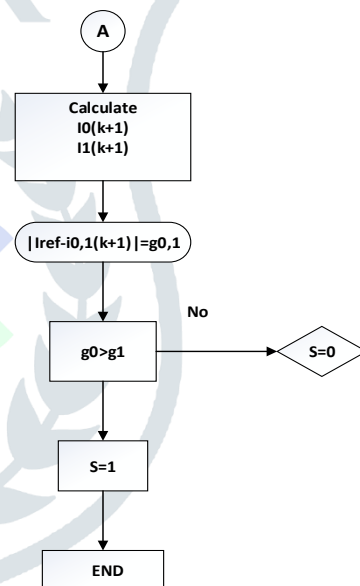 A
Calculate
I0(k+1)
I1(k+1)
|Iref-i0,1(k+1)|=g0,1
No
g0>g1
S=0
S=1
END